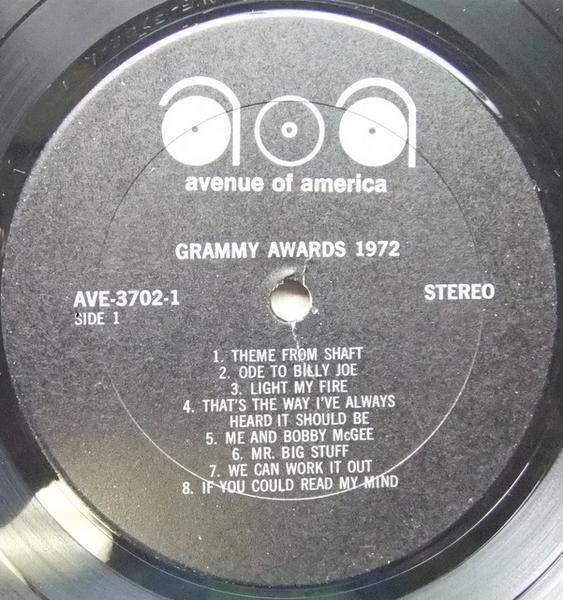 aoa
avenue of america
GRAMMY AWARDS 1972
AVE-3702-1
STEREO
SIDE 1
1. THEME FROM SHAFT
2. ODE TO BILLY JOE
3. LIGHT MY FIRE
4. THAT'S THE WAY I'VE ALWAYS
HEARD IT SHOULD BE
5. ME AND BOBBY McGEE
6. MR. BIG STUFF
7. WE CAN WORK IT OUT
8. IF YOU COULD READ MY MIND